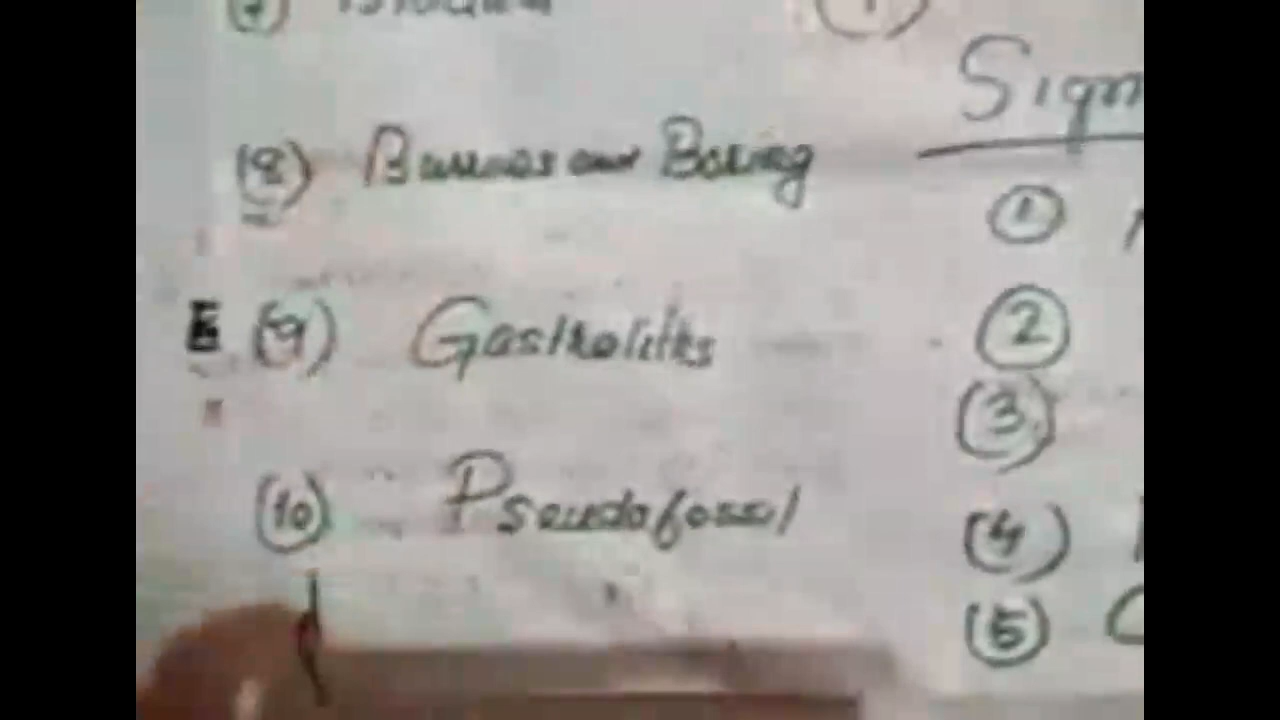 (8) Burrows and Boring
(9) Gastroliths
(10) Pseudofossil
Sign
①
②
③
(4)
(5)